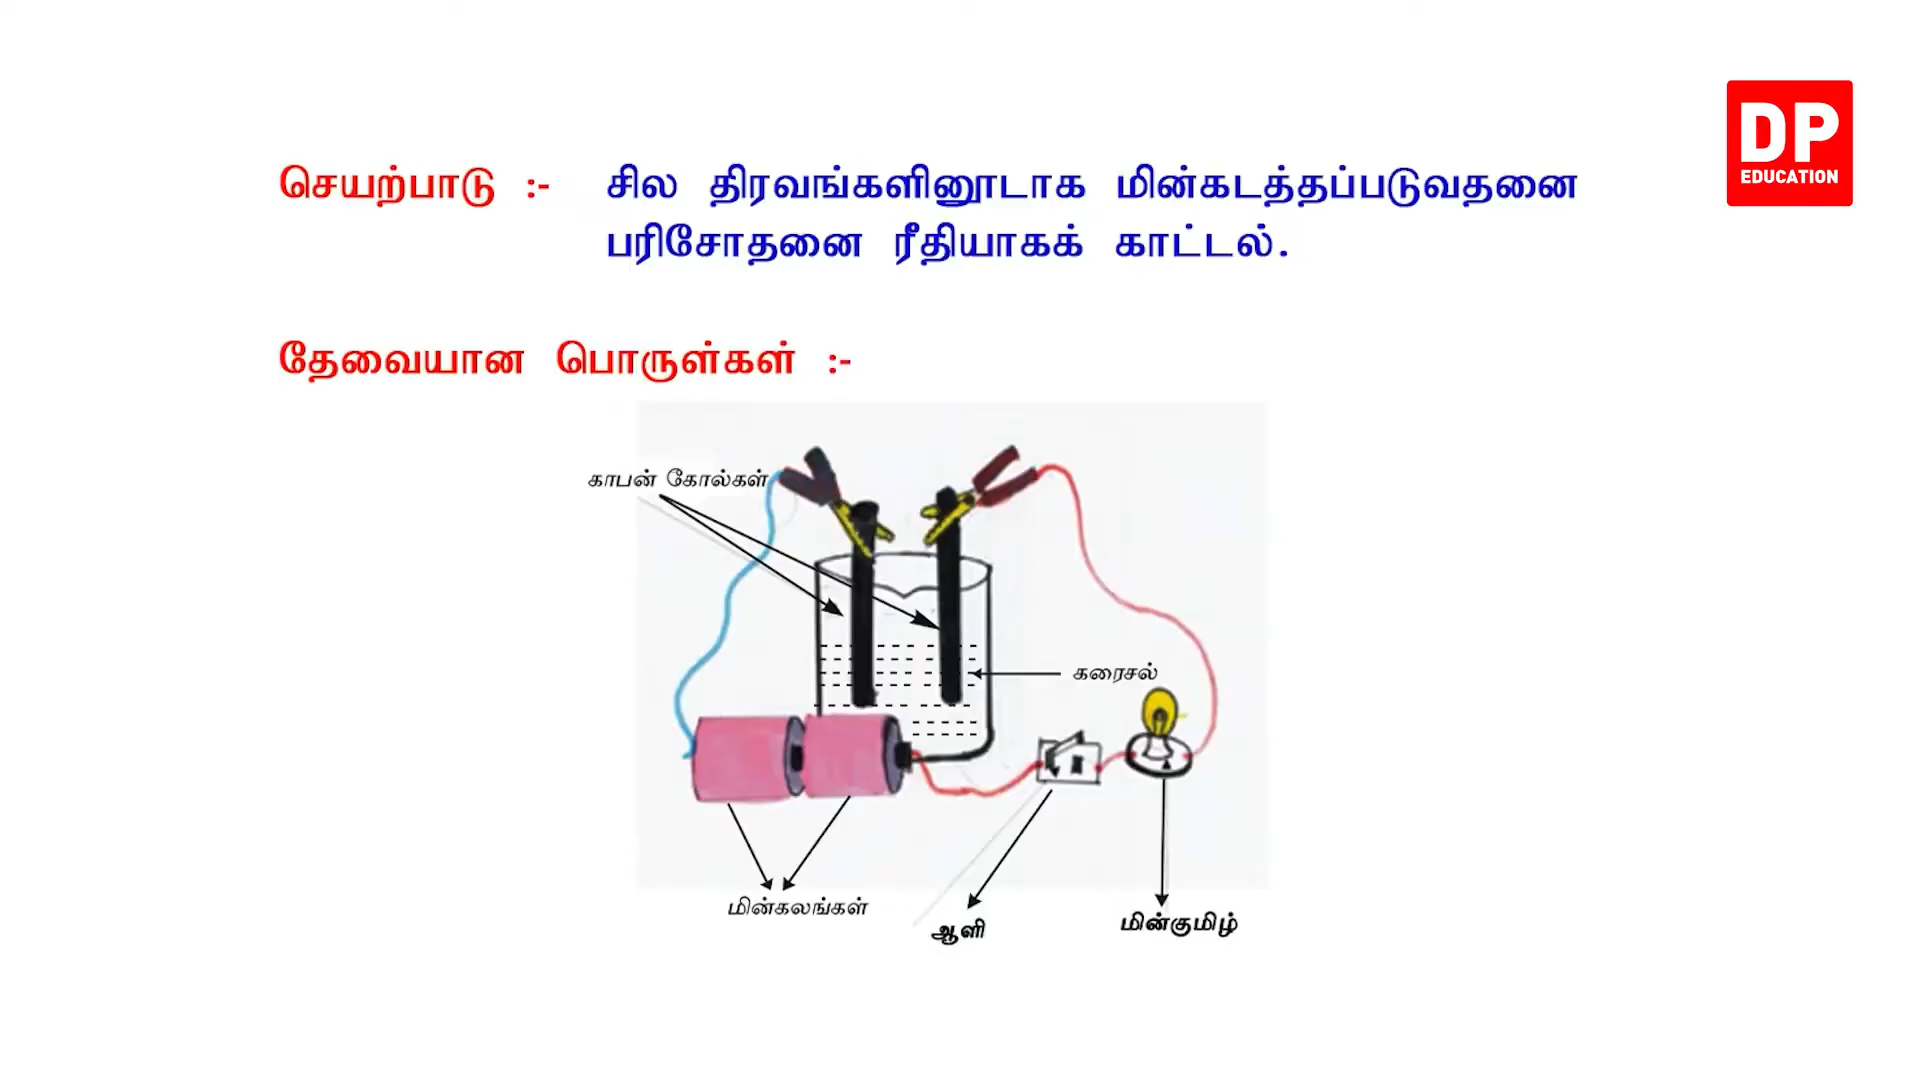 DP
EDUCATION
செயற்பாடு :- சில திரவங்களினூடாக மின்கடத்தப்படுவதனை
பரிசோதனை ரீதியாகக் காட்டல்.
தேவையான பொருள்கள் :-
காபன் கோல்கள்
கரைசல்
மின்கலங்கள்
ஆளி
மின்குமிழ்